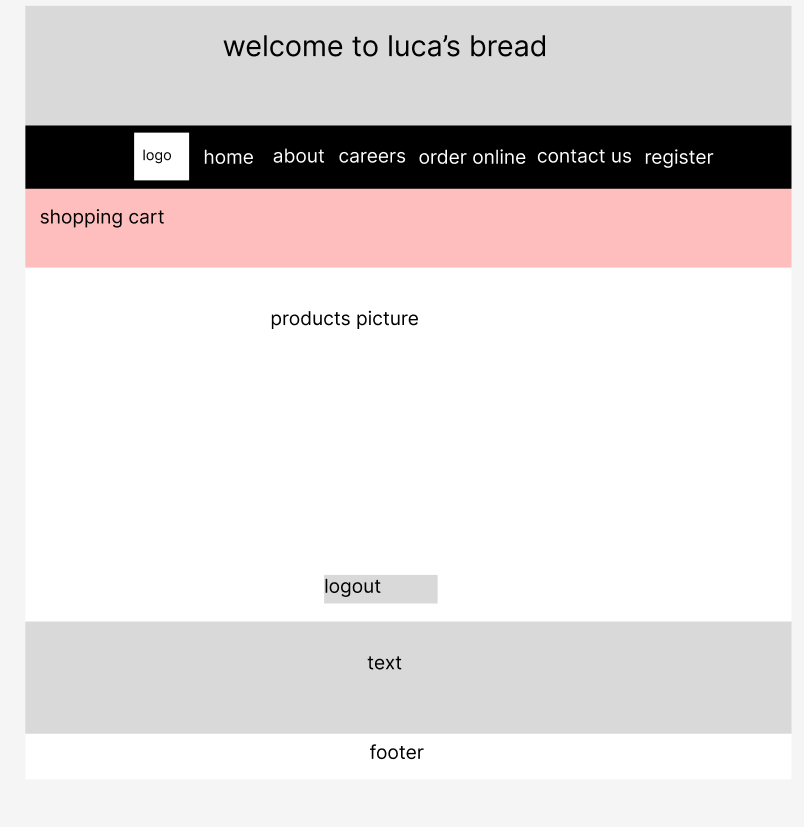 welcome to luca’s bread
logo home about careers order online contact us register
shopping cart
products picture
logout
text
footer